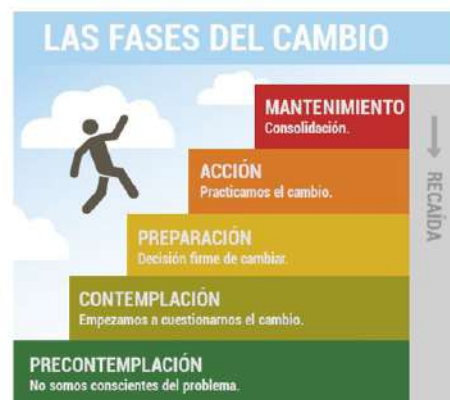 LAS FASES DEL CAMBIO
MANTENIMIENTO
Consolidación.
ACCIÓN
Practicamos el cambio.
PREPARACIÓN
Decisión firme de cambiar.
CONTEMPLACIÓN
Empezamos a cuestionarnos el cambio.
PRECONTEMPLACIÓN
No somos conscientes del problema.
RECAÍDA